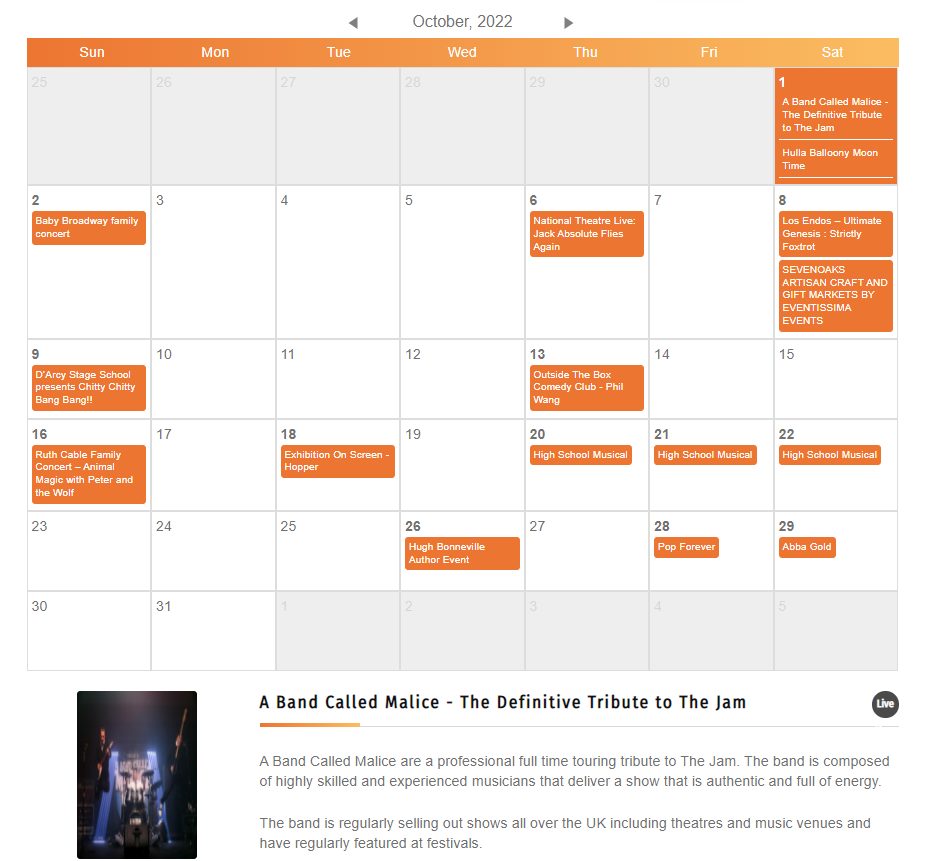 October, 2022
Sun Mon Tue Wed Thu Fri Sat
25 26 27 28 29 30 1
A Band Called Malice -
The Definitive Tribute
to The Jam
Hulla Balloony Moon
Time
2 3 4 5 6 7 8
Baby Broadway family
concert
National Theatre Live:
Jack Absolute Flies
Again
Los Endos – Ultimate
Genesis : Strictly
Foxtrot
SEVENOAKS
ARTISAN CRAFT AND
GIFT MARKETS BY
EVENTISSIMA
EVENTS
9 10 11 12 13 14 15
D'Arcy Stage School
presents Chitty Chitty
Bang Bang!!
Outside The Box
Comedy Club - Phil
Wang
16 17 18 19 20 21 22
Ruth Cable Family
Concert – Animal
Magic with Peter and
the Wolf
Exhibition On Screen -
Hopper
High School Musical
High School Musical
High School Musical
23 24 25 26 27 28 29
Hugh Bonneville
Author Event
Pop Forever
Abba Gold
30 31 1 2 3 4 5
A Band Called Malice - The Definitive Tribute to The Jam
Live
A Band Called Malice are a professional full time touring tribute to The Jam. The band is composed
of highly skilled and experienced musicians that deliver a show that is authentic and full of energy.
The band is regularly selling out shows all over the UK including theatres and music venues and
have regularly featured at festivals.